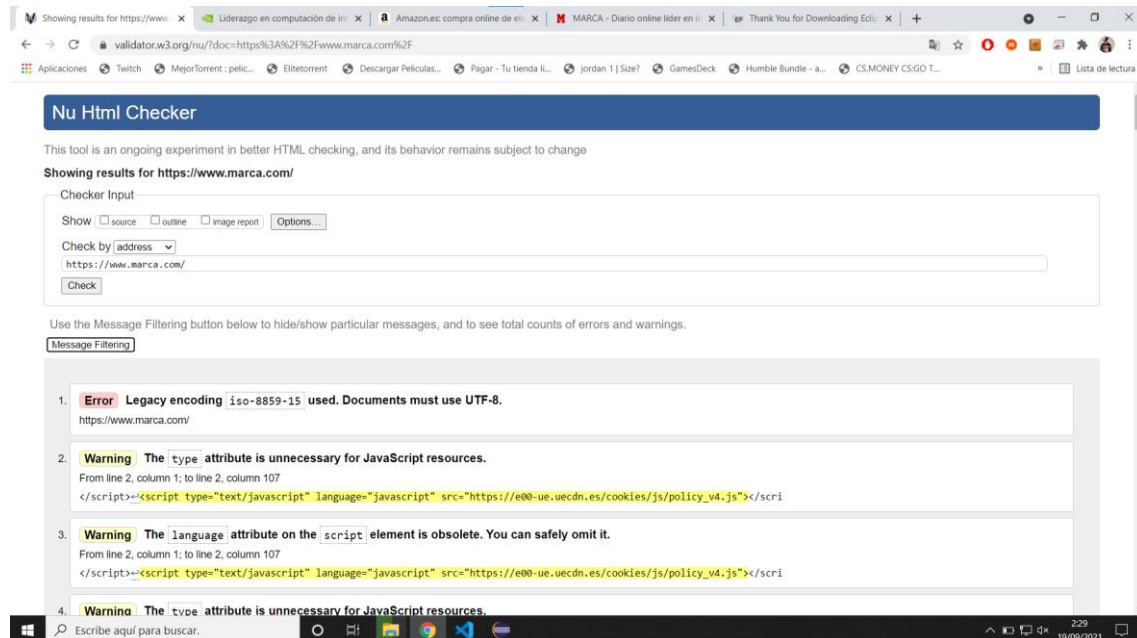 Showing results for https://www.
Liderazgo en computación de in
Amazon.es: compra online de ele
MARCA - Diario online líder en in
Thank You for Downloading Eclip
validator.w3.org/nu/?doc=https%3A%2F%2Fwww.marca.com%2F
Aplicaciones Twitch MejorTorrent : pelic... Elitetorrent Descargar Peliculas... Pagar - Tu tienda li... jordan 1 | Size? GamesDeck Humble Bundle - a... CS.MONEY CS:GO T... » Lista de lectura
Nu Html Checker
This tool is an ongoing experiment in better HTML checking, and its behavior remains subject to change
Showing results for https://www.marca.com/
Checker Input
Show source outline image report Options...
Check by address
https://www.marca.com/
Check
Use the Message Filtering button below to hide/show particular messages, and to see total counts of errors and warnings.
Message Filtering
1. Error Legacy encoding iso-8859-15 used. Documents must use UTF-8.
https://www.marca.com/
2. Warning The type attribute is unnecessary for JavaScript resources.
From line 2, column 1; to line 2, column 107
</script>↩<script type="text/javascript" language="javascript" src="https://e00-ue.uecdn.es/cookies/js/policy_v4.js"></scri
3. Warning The language attribute on the script element is obsolete. You can safely omit it.
From line 2, column 1; to line 2, column 107
</script>↩<script type="text/javascript" language="javascript" src="https://e00-ue.uecdn.es/cookies/js/policy_v4.js"></scri
4. Warning The type attribute is unnecessary for JavaScript resources.
Escribe aquí para buscar.
2:29
19/09/2021